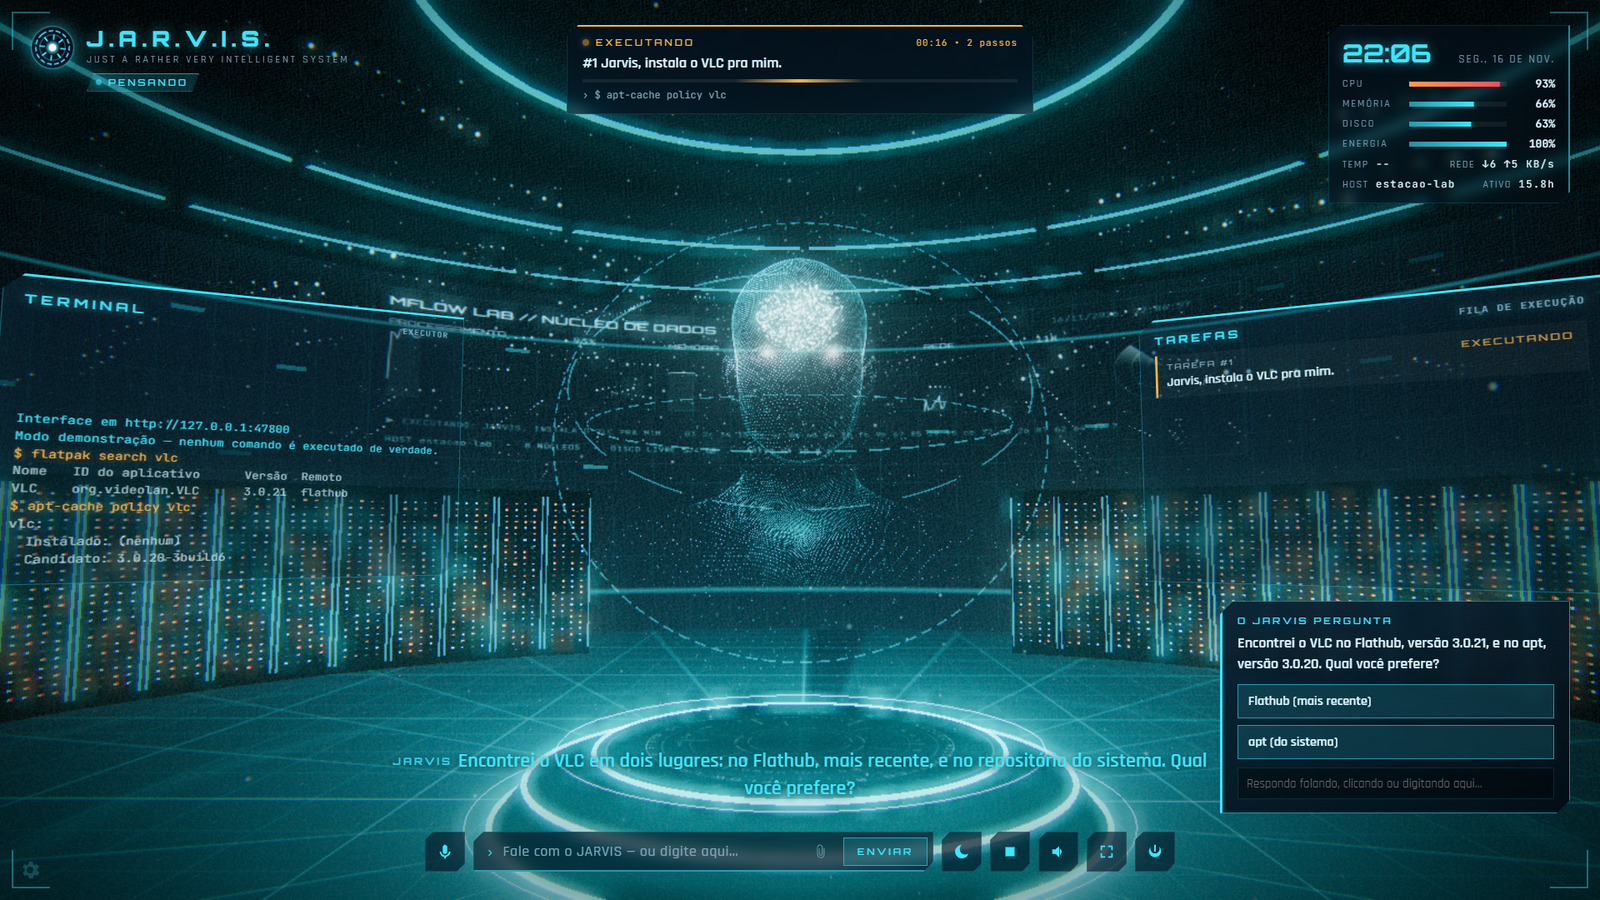 J.A.R.V.I.S.
JUST A RATHER VERY INTELLIGENT SYSTEM
PENSANDO
EXECUTANDO
00:16 • 2 passos
#1 Jarvis, instala o VLC pra mim.
› $ apt-cache policy vlc
22:06
SEG., 16 DE NOV.
CPU 93%
MEMÓRIA 66%
DISCO 63%
ENERGIA 100%
TEMP -- REDE ↓6 ↑5 KB/s
HOST estacao-lab ATIVO 15.8h
TERMINAL
EXECUTOR
Interface em http://127.0.0.1:47800
Modo demonstração — nenhum comando é executado de verdade.
$ flatpak search vlc
Nome ID do aplicativo Versão Remoto
VLC org.videolan.VLC 3.0.21 flathub
$ apt-cache policy vlc
vlc:
Instalado: (nenhum)
Candidato: 3.0.20-3build6
MFLOW LAB // NÚCLEO DE DADOS
PROCESSAMENTO
93%
MEMÓRIA
REDE
HOST estacao-lab
TAREFAS
FILA DE EXECUÇÃO
TAREFA #1
EXECUTANDO
Jarvis, instala o VLC pra mim.
O JARVIS PERGUNTA
Encontrei o VLC no Flathub, versão 3.0.21, e no apt,
versão 3.0.20. Qual você prefere?
Flathub (mais recente)
apt (do sistema)
Responda falando, clicando ou digitando aqui...
JARVIS Encontrei o VLC em dois lugares: no Flathub, mais recente, e no repositório do sistema. Qual
você prefere?
› Fale com o JARVIS — ou digite aqui...
ENVIAR